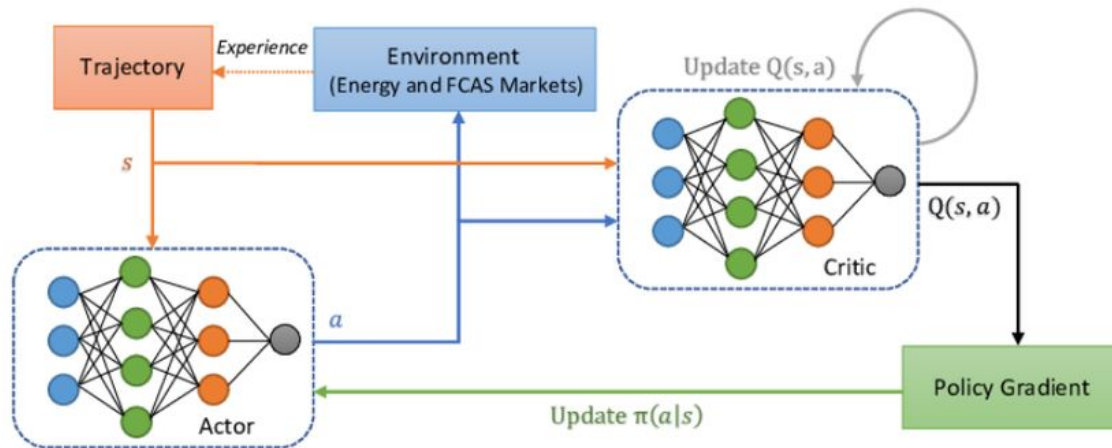 Trajectory
Experience
Environment
(Energy and FCAS Markets)
Update Q(s, a)
s
Q(s, a)
Critic
a
Actor
Update π(a|s)
Policy Gradient